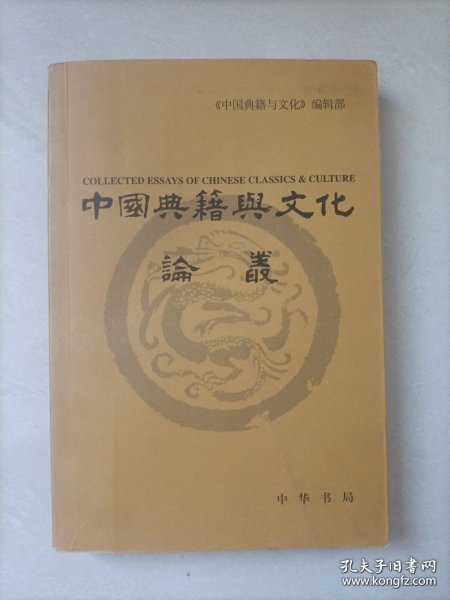 《中国典籍与文化》编辑部
COLLECTED ESSAYS OF CHINESE CLASSICS & CULTURE
中國典籍與文化
論叢
中华书局
孔夫子旧书网
www.kongfz.com